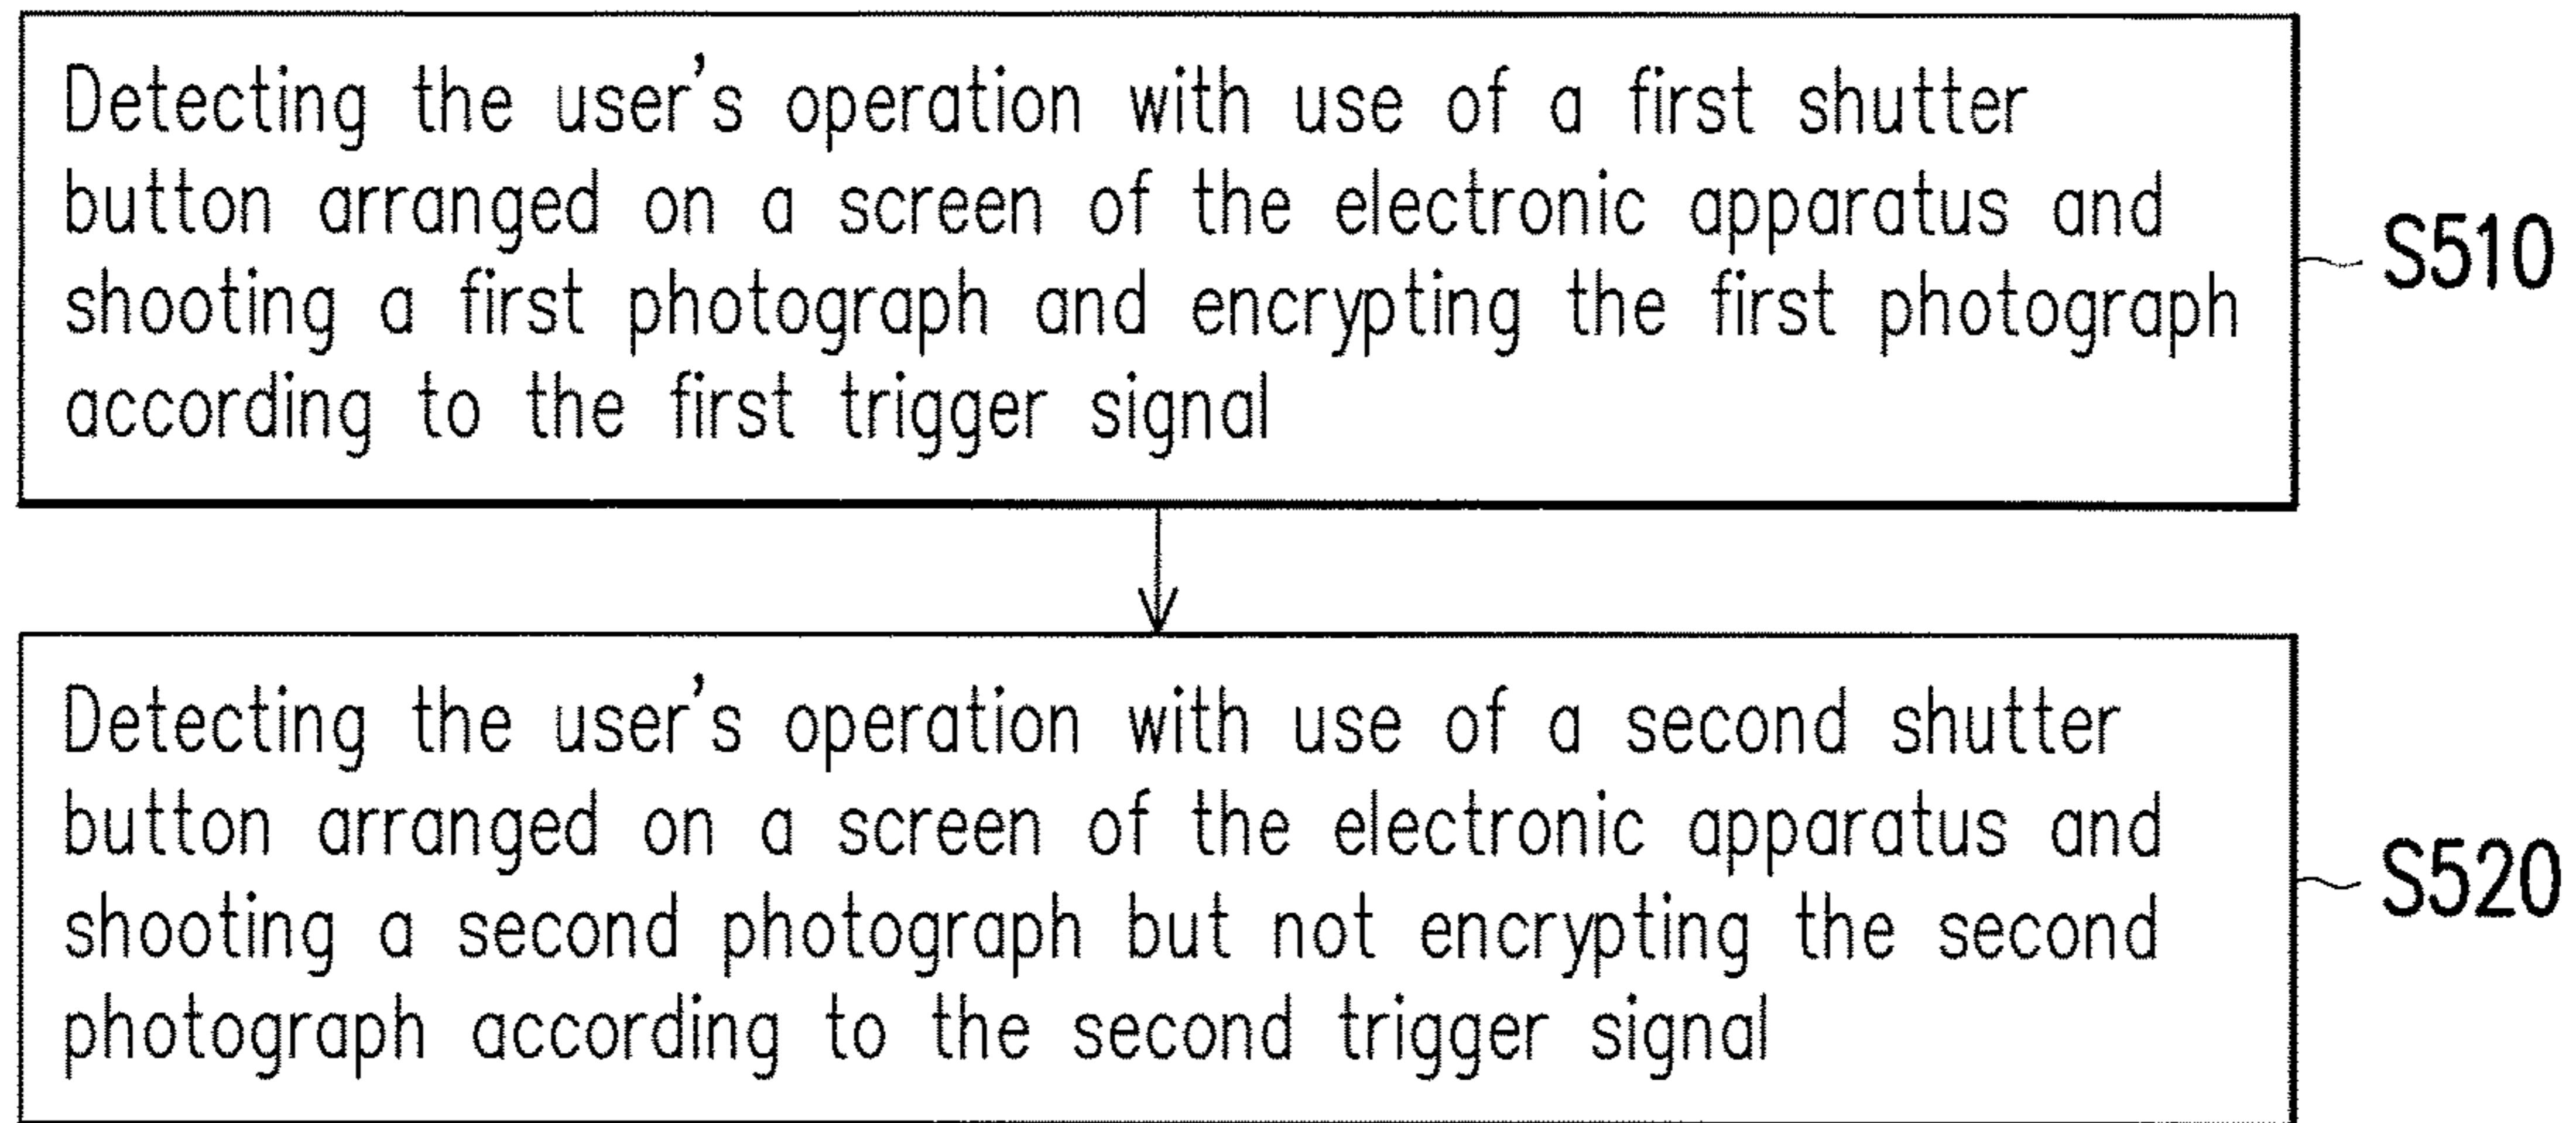 Detecting the user's operation with use of a first shutter
button arranged on a screen of the electronic apparatus and
shooting a first photograph and encrypting the first photograph
according to the first trigger signal
S510
Detecting the user's operation with use of a second shutter
button arranged on a screen of the electronic apparatus and
shooting a second photograph but not encrypting the second
photograph according to the second trigger signal
S520